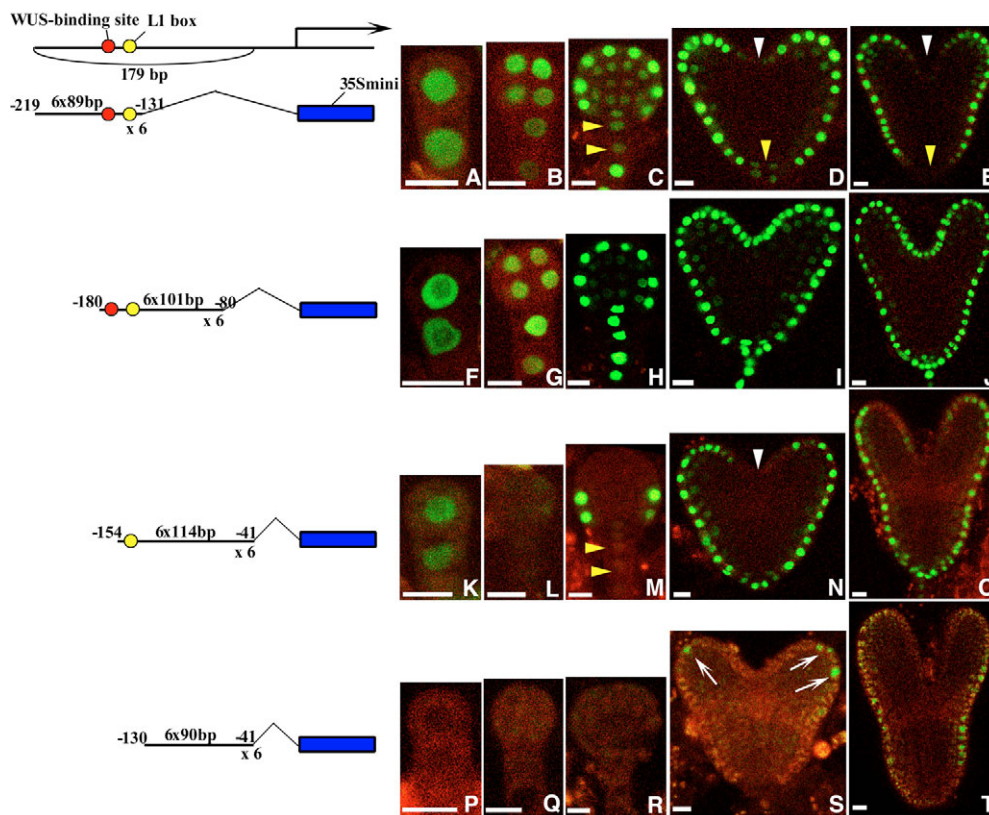 WUS-binding site
L1 box
179 bp
-219
6x89bp
-131
x 6
35Smini
A
B
C
D
E
-180
6x101bp
-80
x 6
F
G
H
I
J
-154
6x114bp
-41
x 6
K
L
M
N
O
-130
6x90bp
-41
x 6
P
Q
R
S
T